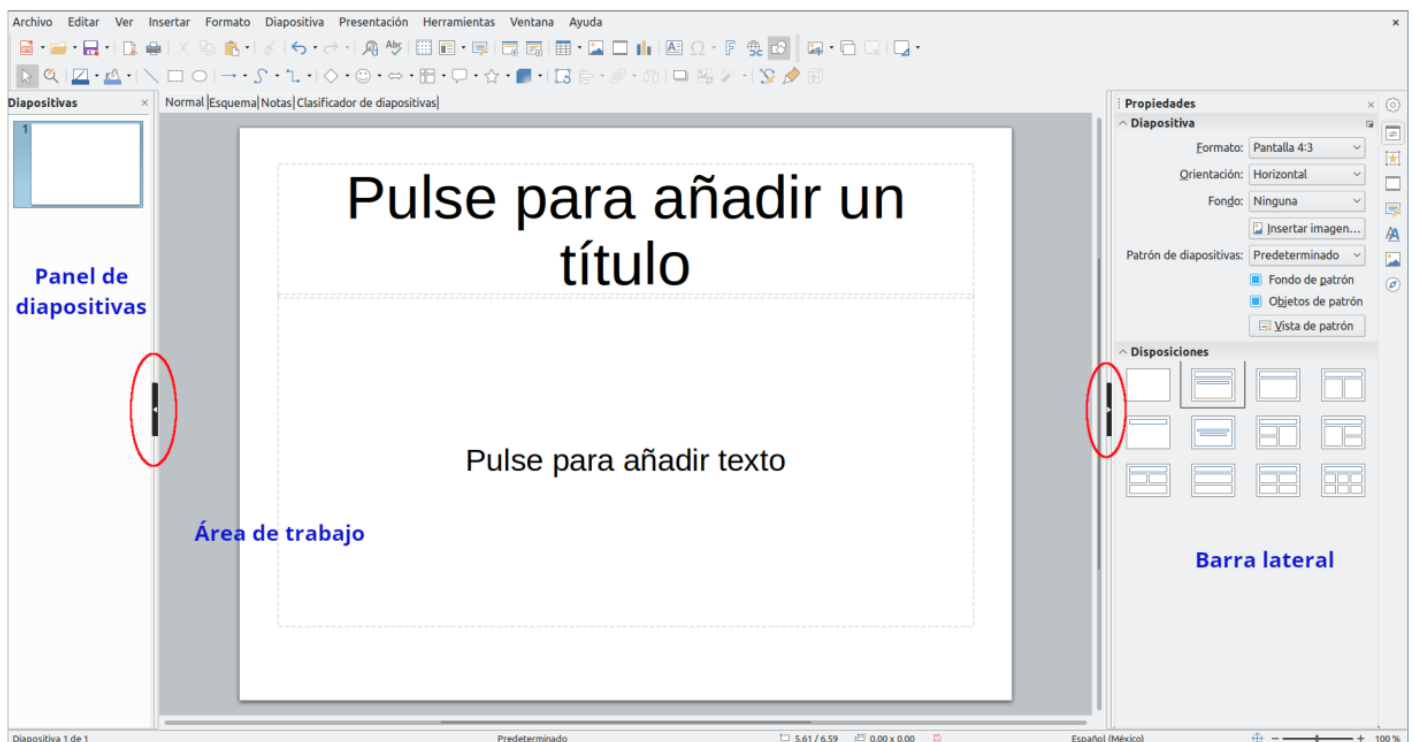 Archivo Editar Ver Insertar Formato Diapositiva Presentación Herramientas Ventana Ayuda
Diapositivas
Normal Esquema Notas Clasificador de diapositivas
1
Panel de
diapositivas
Pulse para añadir un
título
Pulse para añadir texto
Área de trabajo
Propiedades
Diapositiva
Formato: Pantalla 4:3
Orientación: Horizontal
Fondo: Ninguna
Insertar imagen...
Patrón de diapositivas: Predeterminado
Fondo de patrón
Objetos de patrón
Vista de patrón
Disposiciones
Barra lateral
Diapositiva 1 de 1 Predeterminado 5.61 / 6.59 0.00 x 0.00 Español (México) 100 %